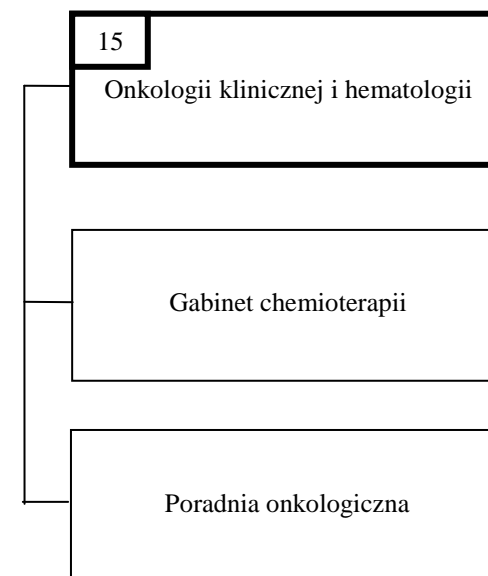 15
Onkologii klinicznej i hematologii
Gabinet chemioterapii
Poradnia onkologiczna